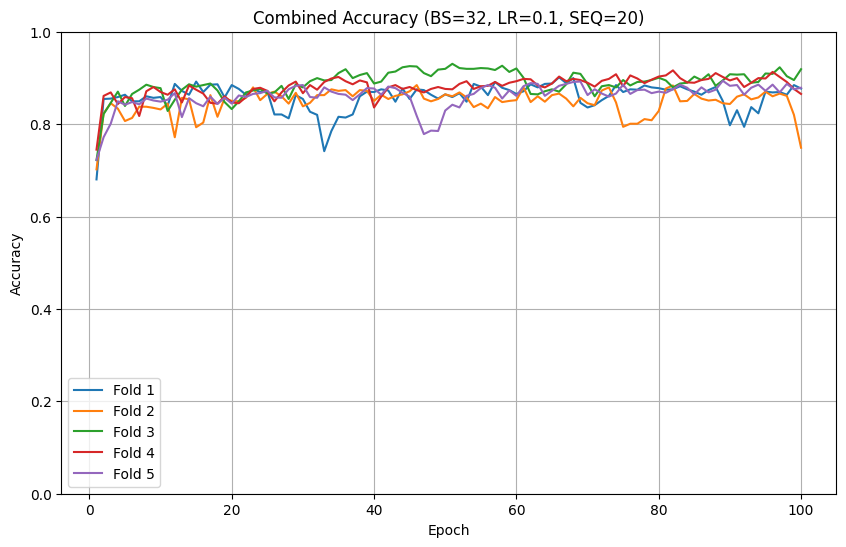 Combined Accuracy (BS=32, LR=0.1, SEQ=20)
1.0
0.8
0.6
0.4
0.2
0.0
Accuracy
Fold 1
Fold 2
Fold 3
Fold 4
Fold 5
0 20 40 60 80 100
Epoch